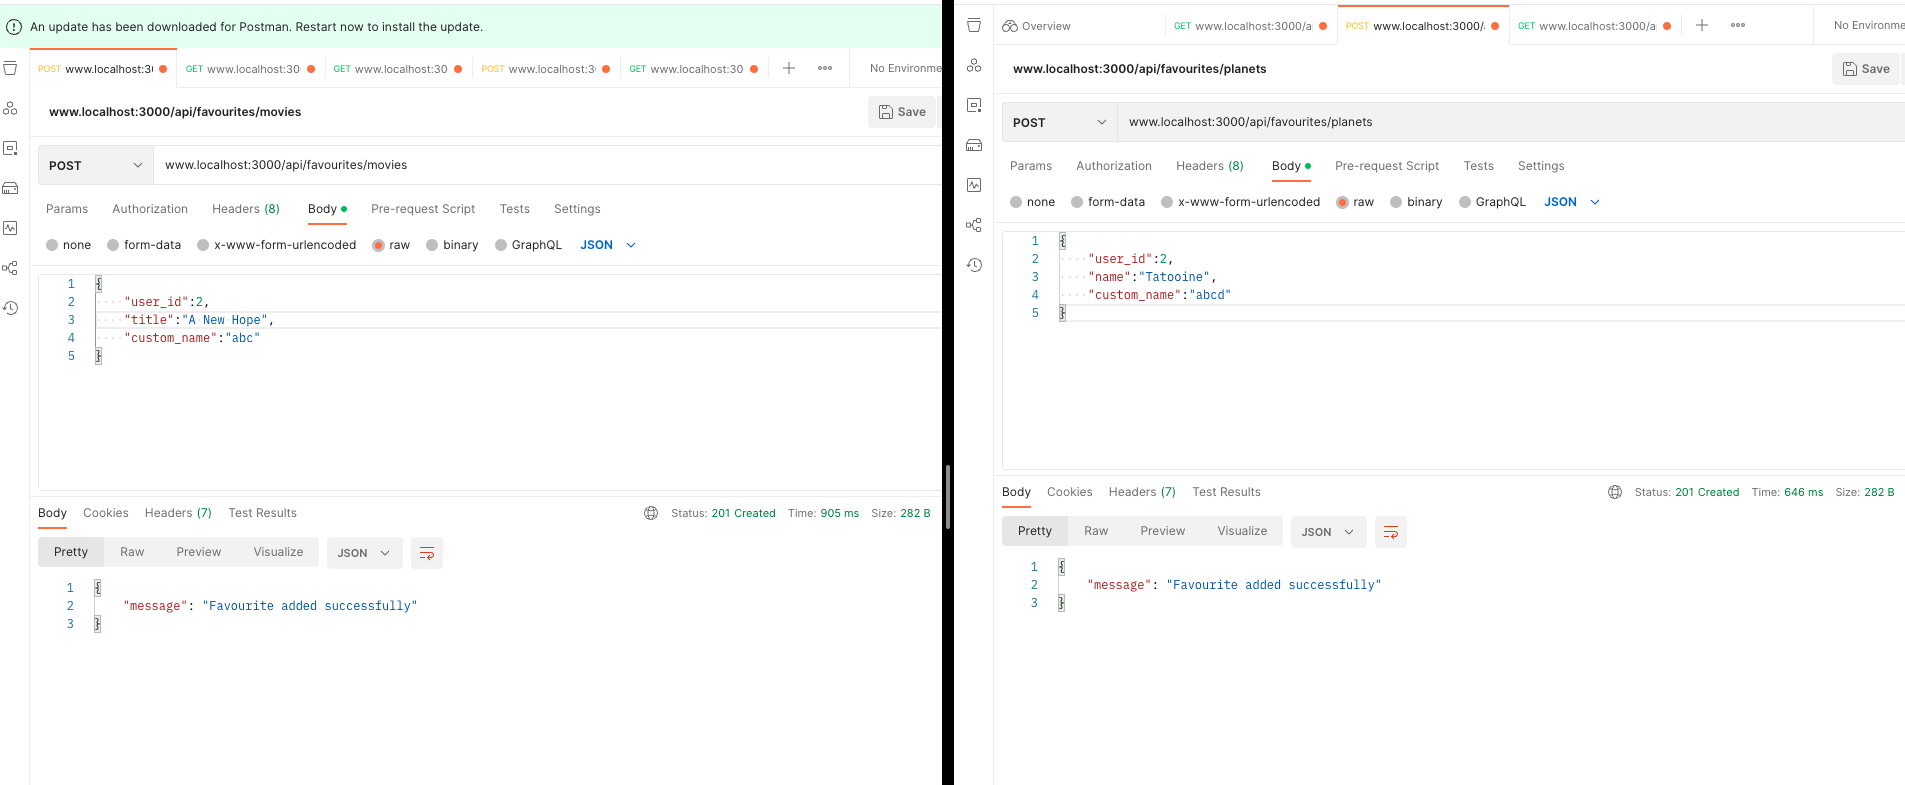 An update has been downloaded for Postman. Restart now to install the update.
POST www.localhost:3( GET www.localhost:30 GET www.localhost:30 POST www.localhost:3( GET www.localhost:30 No Environme
www.localhost:3000/api/favourites/movies Save
POST www.localhost:3000/api/favourites/movies
Params Authorization Headers (8) Body Pre-request Script Tests Settings
none form-data x-www-form-urlencoded raw binary GraphQL JSON
1 {
2 "user_id":2,
3 "title":"A New Hope",
4 "custom_name":"abc"
5 }
Body Cookies Headers (7) Test Results Status: 201 Created Time: 905 ms Size: 282 B
Pretty Raw Preview Visualize JSON
1 {
2 "message": "Favourite added successfully"
3 }
Overview GET www.localhost:3000/a POST www.localhost:3000/ GET www.localhost:3000/a No Environme
www.localhost:3000/api/favourites/planets Save
POST www.localhost:3000/api/favourites/planets
Params Authorization Headers (8) Body Pre-request Script Tests Settings
none form-data x-www-form-urlencoded raw binary GraphQL JSON
1 {
2 "user_id":2,
3 "name":"Tatooine",
4 "custom_name":"abcd"
5 }
Body Cookies Headers (7) Test Results Status: 201 Created Time: 646 ms Size: 282 B
Pretty Raw Preview Visualize JSON
1 {
2 "message": "Favourite added successfully"
3 }